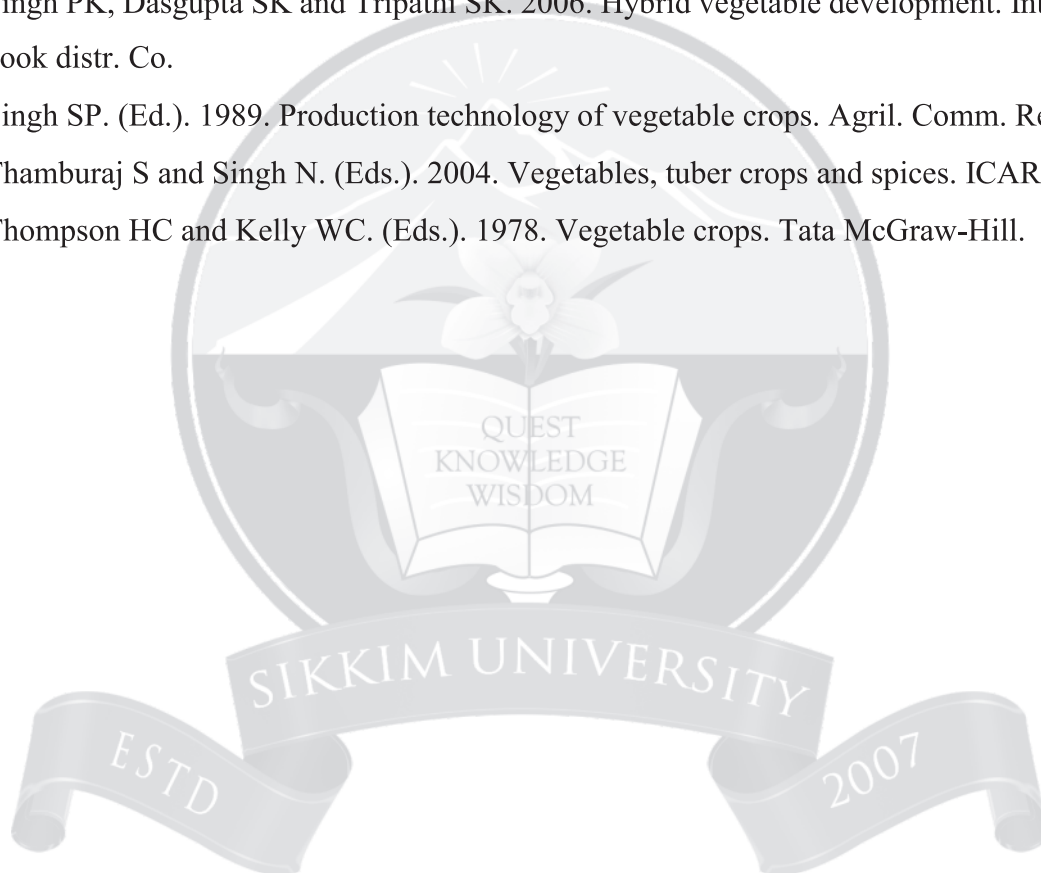 ingh PK, Dasgupta SK and Tripathi SK. 2006. Hybrid vegetable development. Int
ook distr. Co.
ingh SP. (Ed.). 1989. Production technology of vegetable crops. Agril. Comm. Re
hamburaj S and Singh N. (Eds.). 2004. Vegetables, tuber crops and spices. ICAR
hompson HC and Kelly WC. (Eds.). 1978. Vegetable crops. Tata McGraw-Hill.
QUEST
KNOWLEDGE
WISDOM
SIKKIM UNIVERSITY
ESTD
2007